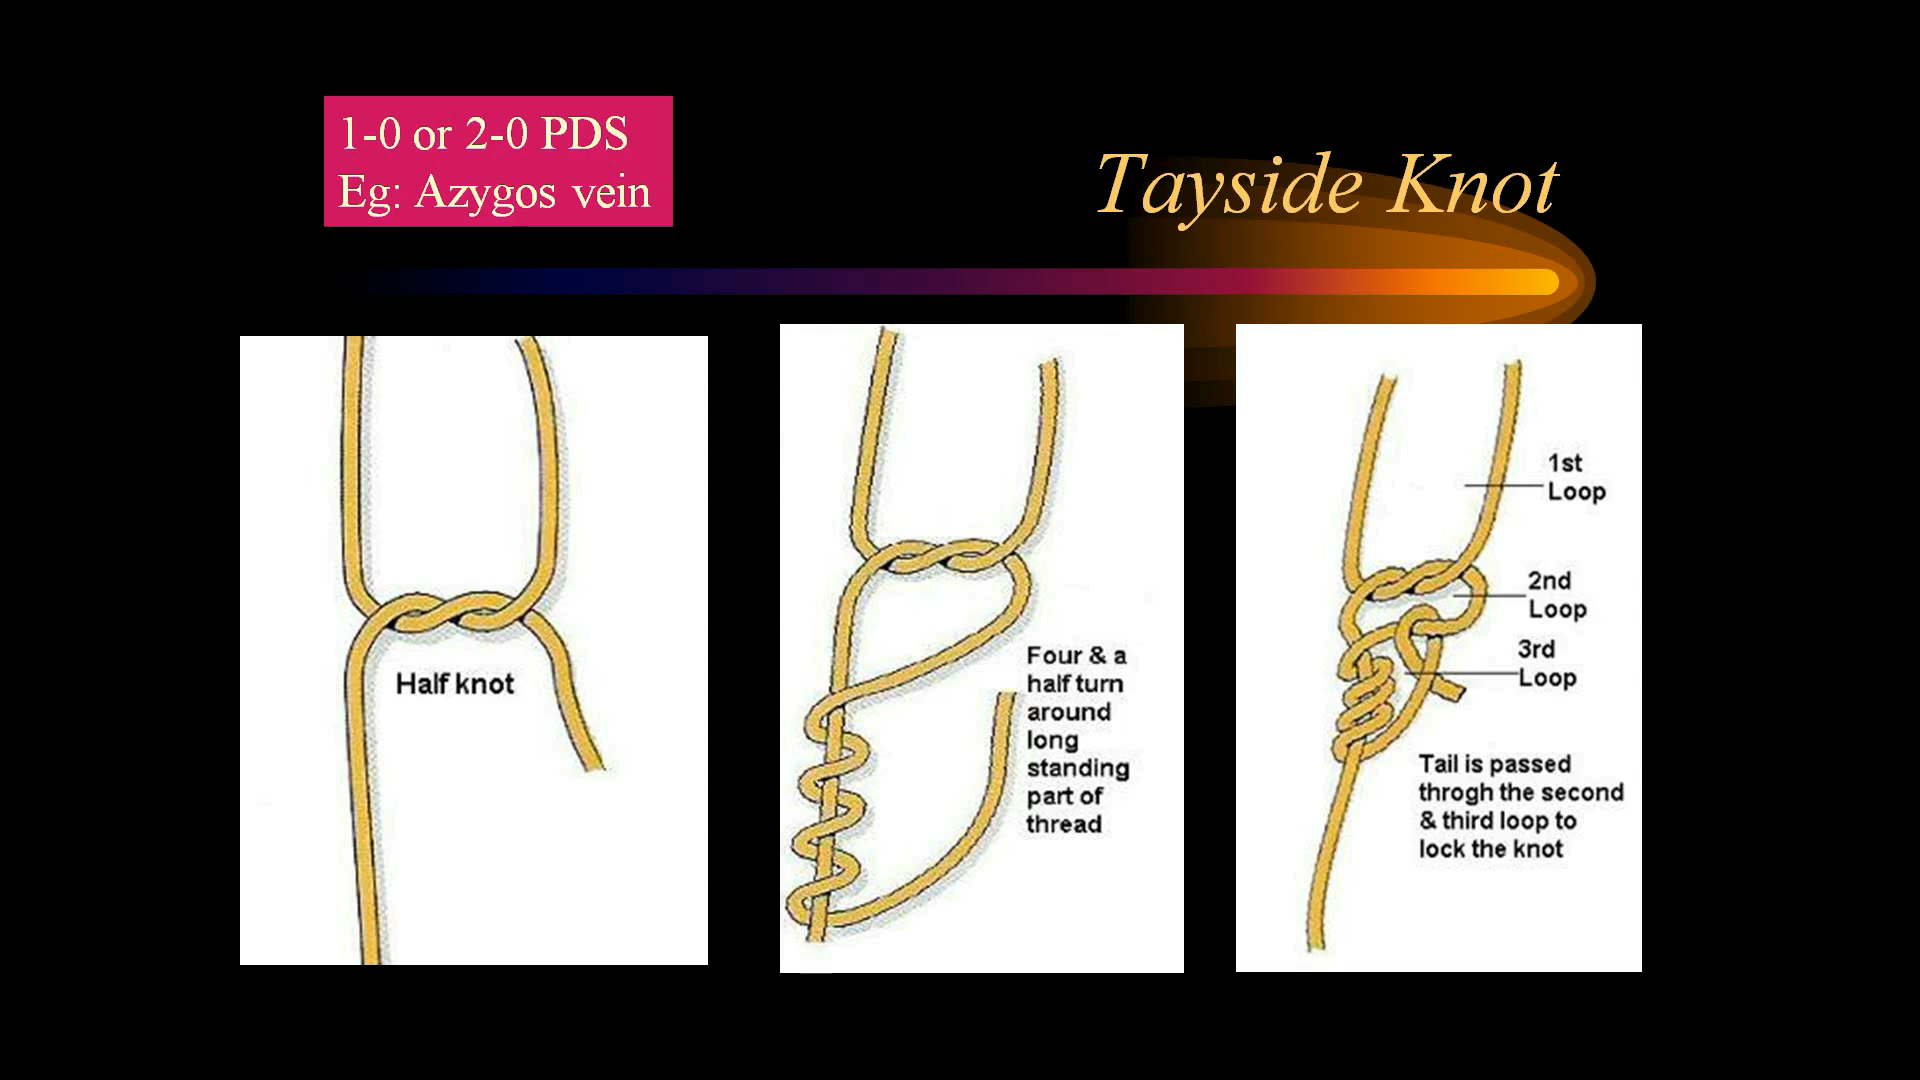 1-0 or 2-0 PDS
Eg: Azygos vein
Tayside Knot
Half knot
Four & a
half turn
around
long
standing
part of
thread
1st
Loop
2nd
Loop
3rd
Loop
Tail is passed
throgh the second
& third loop to
lock the knot